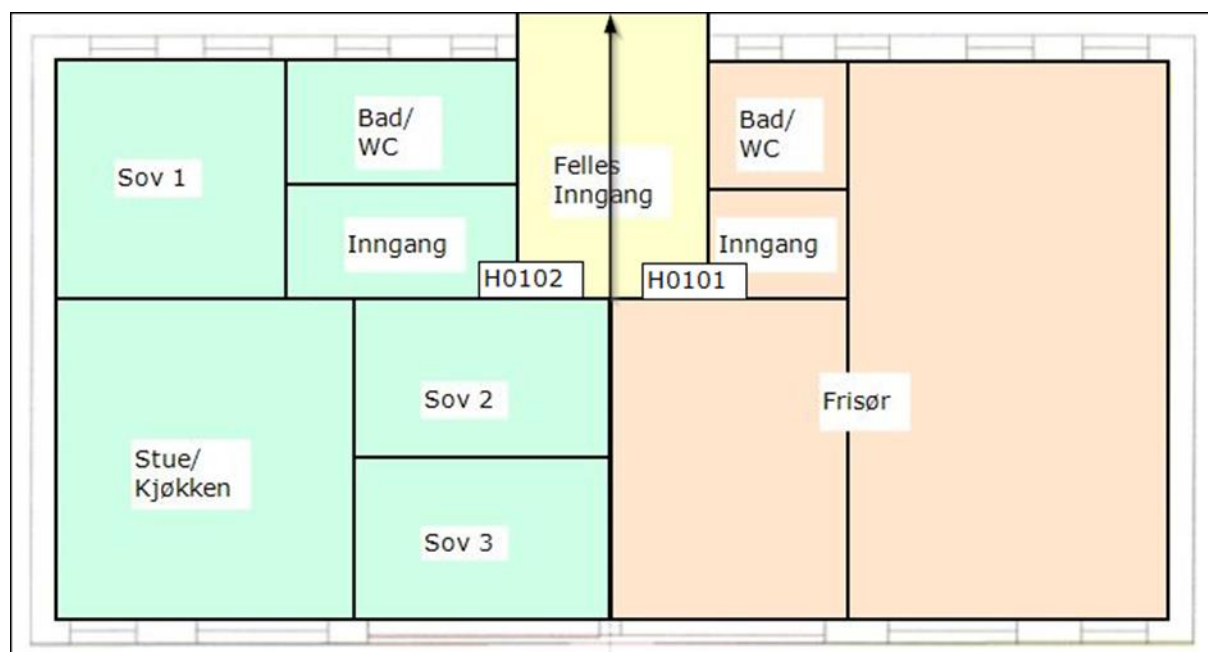 Sov 1
Bad/
WC
Inngang
Felles
Inngang
Bad/
WC
Inngang
H0102
H0101
Stue/
Kjøkken
Sov 2
Sov 3
Frisør